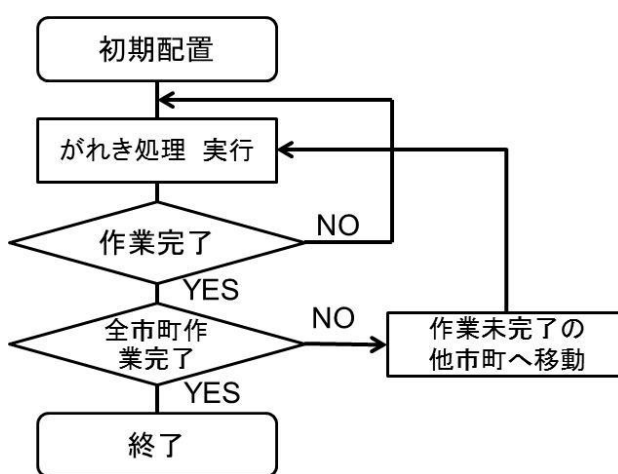 初期配置
がれき処理 実行
作業完了
NO
YES
全市町作
業完了
NO
作業未完了の
他市町へ移動
YES
終了